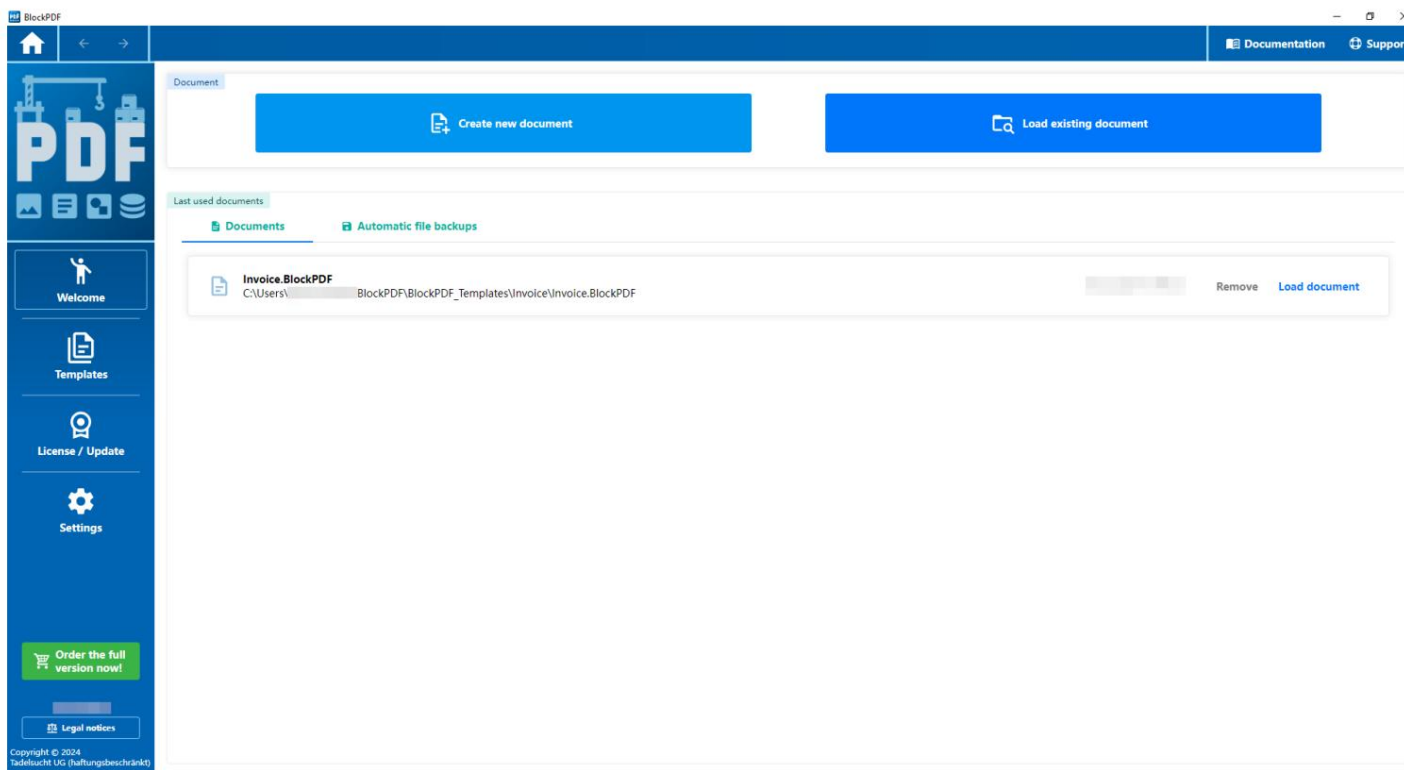 BlockPDF
Documentation
Document
Create new document
Load existing document
PDF
Last used documents
Documents
Automatic file backups
Invoice.BlockPDF
C:\Users\ BlockPDF\BlockPDF_Templates\Invoice\Invoice.BlockPDF
Remove
Load document
Welcome
Templates
License / Update
Settings
Order the full
version now!
Legal notices
Copyright © 2024
Tadelsucht UG (haftungsbeschränkt)